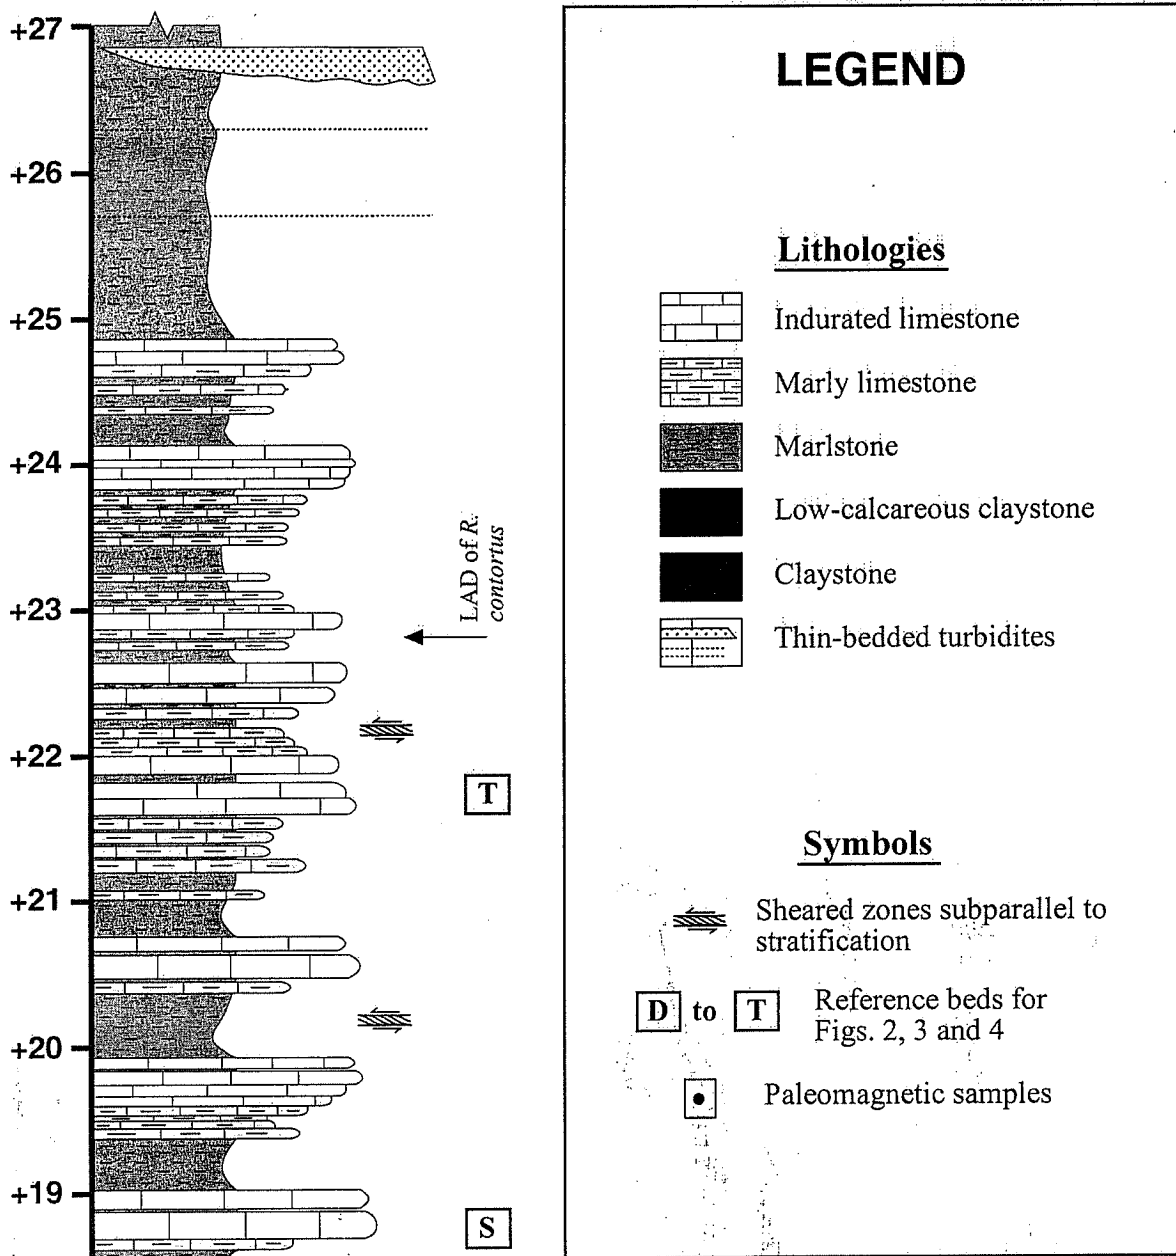 +27
+26
+25
+24
+23
+22
+21
+20
+19
LAD of R.
contortus
T
S
LEGEND
Lithologies
Indurated limestone
Marly limestone
Marlstone
Low-calcareous claystone
Claystone
Thin-bedded turbidites
Symbols
Sheared zones subparallel to
stratification
D to T
Reference beds for
Figs. 2, 3 and 4
Paleomagnetic samples